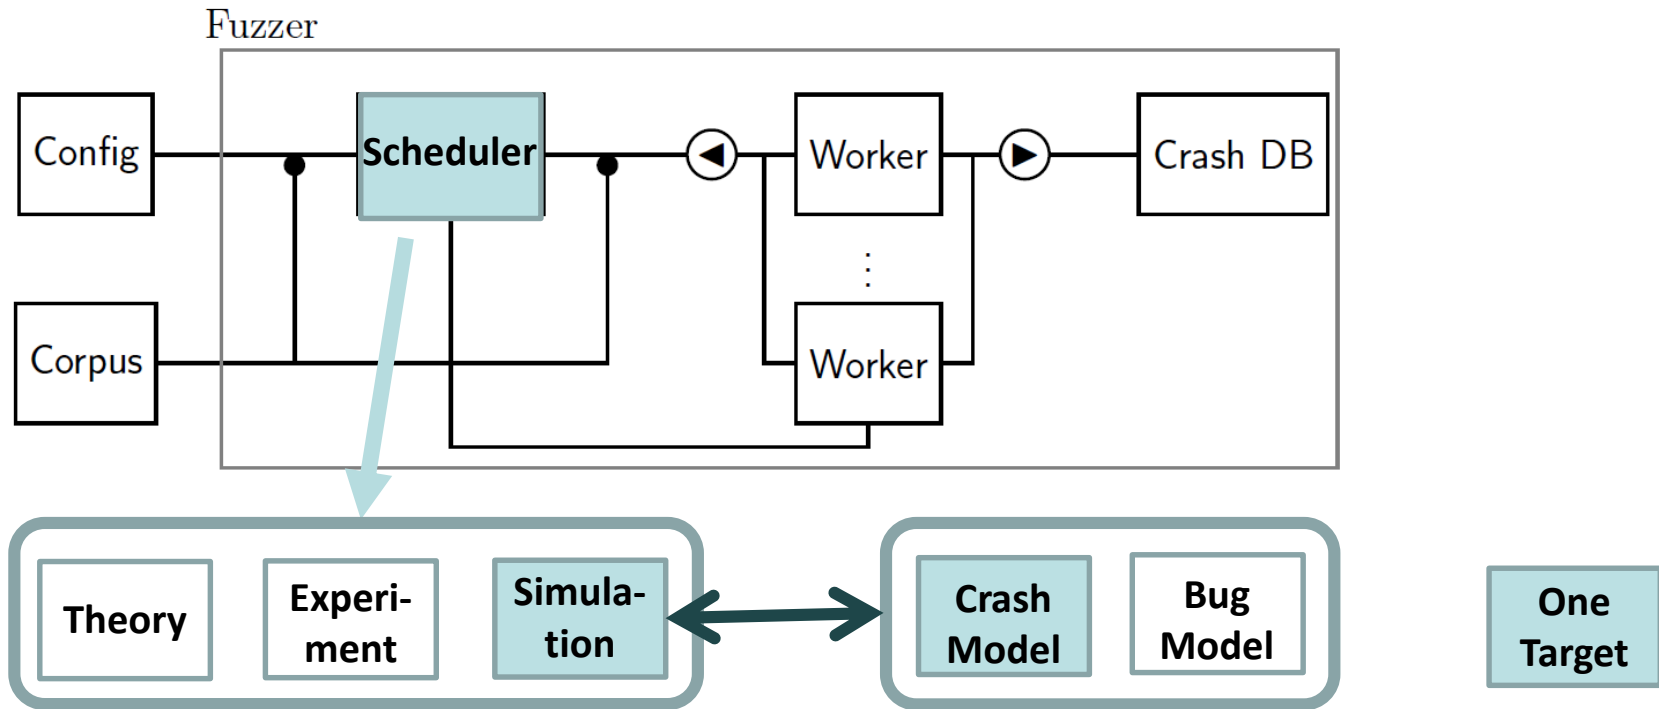 Fuzzer
Config
Scheduler
Worker
Crash DB
Corpus
Worker
Theory
Experi-
ment
Simula-
tion
Crash
Model
Bug
Model
One
Target